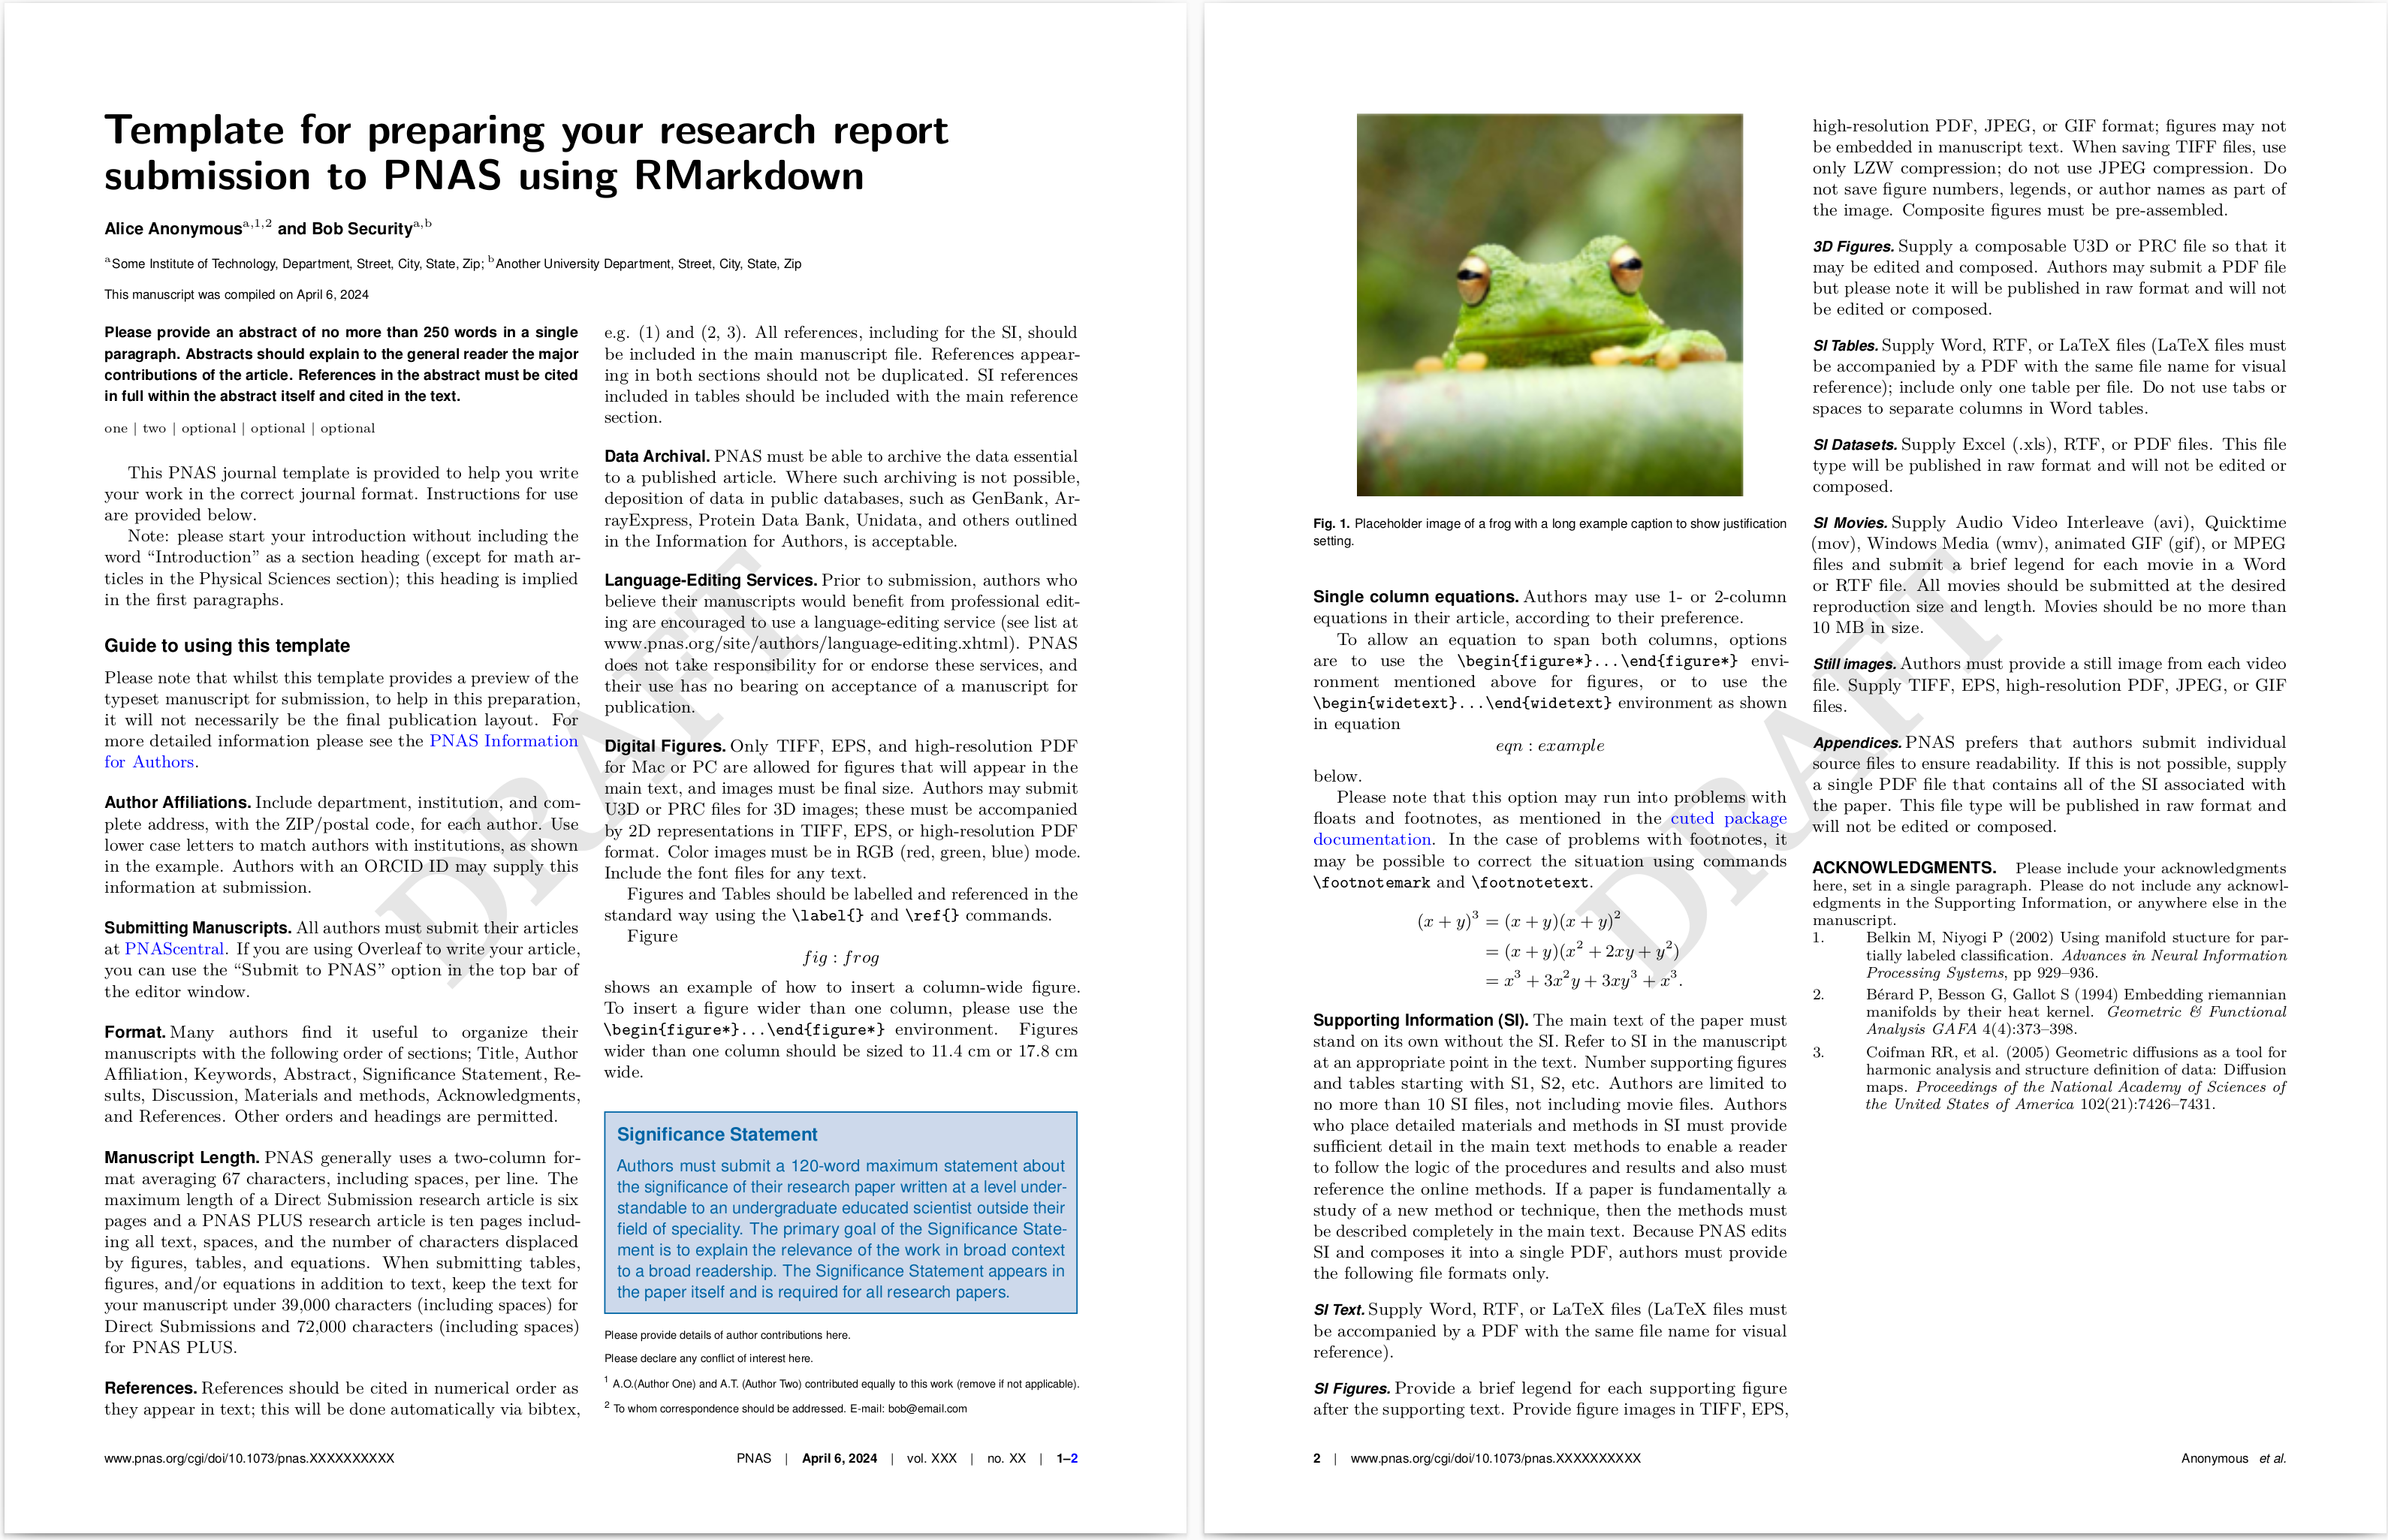 Template for preparing your research report
submission to PNAS using RMarkdown
Alice Anonymousa,1,2 and Bob Securitya,b
aSome Institute of Technology, Department, Street, City, State, Zip; bAnother University Department, Street, City, State, Zip
This manuscript was compiled on April 6, 2024
Please provide an abstract of no more than 250 words in a single
paragraph. Abstracts should explain to the general reader the major
contributions of the article. References in the abstract must be cited
in full within the abstract itself and cited in the text.
one | two | optional | optional | optional
This PNAS journal template is provided to help you write
your work in the correct journal format. Instructions for use
are provided below.
Note: please start your introduction without including the
word “Introduction” as a section heading (except for math ar-
ticles in the Physical Sciences section); this heading is implied
in the first paragraphs.
Guide to using this template
Please note that whilst this template provides a preview of the
typeset manuscript for submission, to help in this preparation,
it will not necessarily be the final publication layout. For
more detailed information please see the PNAS Information
for Authors.
Author Affiliations. Include department, institution, and com-
plete address, with the ZIP/postal code, for each author. Use
lower case letters to match authors with institutions, as shown
in the example. Authors with an ORCID ID may supply this
information at submission.
Submitting Manuscripts. All authors must submit their articles
at PNAScentral. If you are using Overleaf to write your article,
you can use the “Submit to PNAS” option in the top bar of
the editor window.
Format. Many authors find it useful to organize their
manuscripts with the following order of sections; Title, Author
Affiliation, Keywords, Abstract, Significance Statement, Re-
sults, Discussion, Materials and methods, Acknowledgments,
and References. Other orders and headings are permitted.
Manuscript Length. PNAS generally uses a two-column for-
mat averaging 67 characters, including spaces, per line. The
maximum length of a Direct Submission research article is six
pages and a PNAS PLUS research article is ten pages includ-
ing all text, spaces, and the number of characters displaced
by figures, tables, and equations. When submitting tables,
figures, and/or equations in addition to text, keep the text for
your manuscript under 39,000 characters (including spaces) for
Direct Submissions and 72,000 characters (including spaces)
for PNAS PLUS.
References. References should be cited in numerical order as
they appear in text; this will be done automatically via bibtex,
e.g. (1) and (2, 3). All references, including for the SI, should
be included in the main manuscript file. References appear-
ing in both sections should not be duplicated. SI references
included in tables should be included with the main reference
section.
Data Archival. PNAS must be able to archive the data essential
to a published article. Where such archiving is not possible,
deposition of data in public databases, such as GenBank, Ar-
rayExpress, Protein Data Bank, Unidata, and others outlined
in the Information for Authors, is acceptable.
Language-Editing Services. Prior to submission, authors who
believe their manuscripts would benefit from professional edit-
ing are encouraged to use a language-editing service (see list at
www.pnas.org/site/authors/language-editing.xhtml). PNAS
does not take responsibility for or endorse these services, and
their use has no bearing on acceptance of a manuscript for
publication.
Digital Figures. Only TIFF, EPS, and high-resolution PDF
for Mac or PC are allowed for figures that will appear in the
main text, and images must be final size. Authors may submit
U3D or PRC files for 3D images; these must be accompanied
by 2D representations in TIFF, EPS, or high-resolution PDF
format. Color images must be in RGB (red, green, blue) mode.
Include the font files for any text.
Figures and Tables should be labelled and referenced in the
standard way using the \label{} and \ref{} commands.
Figure
fig : frog
shows an example of how to insert a column-wide figure.
To insert a figure wider than one column, please use the
\begin{figure*}...\end{figure*} environment. Figures
wider than one column should be sized to 11.4 cm or 17.8 cm
wide.
Significance Statement
Authors must submit a 120-word maximum statement about
the significance of their research paper written at a level under-
standable to an undergraduate educated scientist outside their
field of speciality. The primary goal of the Significance State-
ment is to explain the relevance of the work in broad context
to a broad readership. The Significance Statement appears in
the paper itself and is required for all research papers.
Please provide details of author contributions here.
Please declare any conflict of interest here.
1 A.O.(Author One) and A.T. (Author Two) contributed equally to this work (remove if not applicable).
2 To whom correspondence should be addressed. E-mail: bob@email.com
www.pnas.org/cgi/doi/10.1073/pnas.XXXXXXXXXX
PNAS | April 6, 2024 | vol. XXX | no. XX | 1–2
DRAFT
Fig. 1. Placeholder image of a frog with a long example caption to show justification
setting.
Single column equations. Authors may use 1- or 2-column
equations in their article, according to their preference.
To allow an equation to span both columns, options
are to use the \begin{figure*}...\end{figure*} envi-
ronment mentioned above for figures, or to use the
\begin{widetext}...\end{widetext} environment as shown
in equation
eqn : example
below.
Please note that this option may run into problems with
floats and footnotes, as mentioned in the cuted package
documentation. In the case of problems with footnotes, it
may be possible to correct the situation using commands
\footnotemark and \footnotetext.
(x + y)³ = (x + y)(x + y)²
= (x + y)(x² + 2xy + y²)
= x³ + 3x²y + 3xy³ + x³.
Supporting Information (SI). The main text of the paper must
stand on its own without the SI. Refer to SI in the manuscript
at an appropriate point in the text. Number supporting figures
and tables starting with S1, S2, etc. Authors are limited to
no more than 10 SI files, not including movie files. Authors
who place detailed materials and methods in SI must provide
sufficient detail in the main text methods to enable a reader
to follow the logic of the procedures and results and also must
reference the online methods. If a paper is fundamentally a
study of a new method or technique, then the methods must
be described completely in the main text. Because PNAS edits
SI and composes it into a single PDF, authors must provide
the following file formats only.
SI Text. Supply Word, RTF, or LaTeX files (LaTeX files must
be accompanied by a PDF with the same file name for visual
reference).
SI Figures. Provide a brief legend for each supporting figure
after the supporting text. Provide figure images in TIFF, EPS,
high-resolution PDF, JPEG, or GIF format; figures may not
be embedded in manuscript text. When saving TIFF files, use
only LZW compression; do not use JPEG compression. Do
not save figure numbers, legends, or author names as part of
the image. Composite figures must be pre-assembled.
3D Figures. Supply a composable U3D or PRC file so that it
may be edited and composed. Authors may submit a PDF file
but please note it will be published in raw format and will not
be edited or composed.
SI Tables. Supply Word, RTF, or LaTeX files (LaTeX files must
be accompanied by a PDF with the same file name for visual
reference); include only one table per file. Do not use tabs or
spaces to separate columns in Word tables.
SI Datasets. Supply Excel (.xls), RTF, or PDF files. This file
type will be published in raw format and will not be edited or
composed.
SI Movies. Supply Audio Video Interleave (avi), Quicktime
(mov), Windows Media (wmv), animated GIF (gif), or MPEG
files and submit a brief legend for each movie in a Word
or RTF file. All movies should be submitted at the desired
reproduction size and length. Movies should be no more than
10 MB in size.
Still images. Authors must provide a still image from each video
file. Supply TIFF, EPS, high-resolution PDF, JPEG, or GIF
files.
Appendices. PNAS prefers that authors submit individual
source files to ensure readability. If this is not possible, supply
a single PDF file that contains all of the SI associated with
the paper. This file type will be published in raw format and
will not be edited or composed.
ACKNOWLEDGMENTS. Please include your acknowledgments
here, set in a single paragraph. Please do not include any acknowl-
edgments in the Supporting Information, or anywhere else in the
manuscript.
1. Belkin M, Niyogi P (2002) Using manifold stucture for par-
tially labeled classification. Advances in Neural Information
Processing Systems, pp 929–936.
2. Bérard P, Besson G, Gallot S (1994) Embedding riemannian
manifolds by their heat kernel. Geometric & Functional
Analysis GAFA 4(4):373–398.
3. Coifman RR, et al. (2005) Geometric diffusions as a tool for
harmonic analysis and structure definition of data: Diffusion
maps. Proceedings of the National Academy of Sciences of
the United States of America 102(21):7426–7431.
2 | www.pnas.org/cgi/doi/10.1073/pnas.XXXXXXXXXX
Anonymous et al.
DRAFT